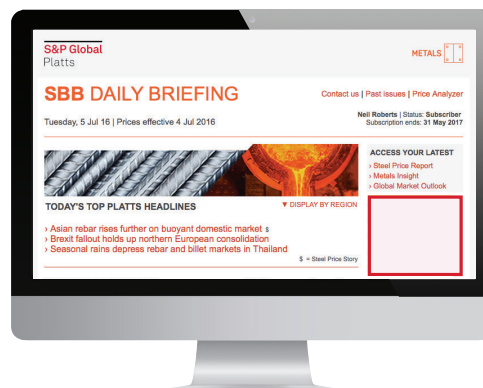 S&P Global
Platts
METALS
SBB DAILY BRIEFING
Contact us | Past issues | Price Analyzer
Tuesday, 5 Jul 16 | Prices effective 4 Jul 2016
Neil Roberts | Status: Subscriber
Subscription ends: 31 May 2017
ACCESS YOUR LATEST
› Steel Price Report
› Metals Insight
› Global Market Outlook
TODAY'S TOP PLATTS HEADLINES
▼ DISPLAY BY REGION
› Asian rebar rises further on buoyant domestic market $
› Brexit fallout holds up northern European consolidation
› Seasonal rains depress rebar and billet markets in Thailand
$ = Steel Price Story